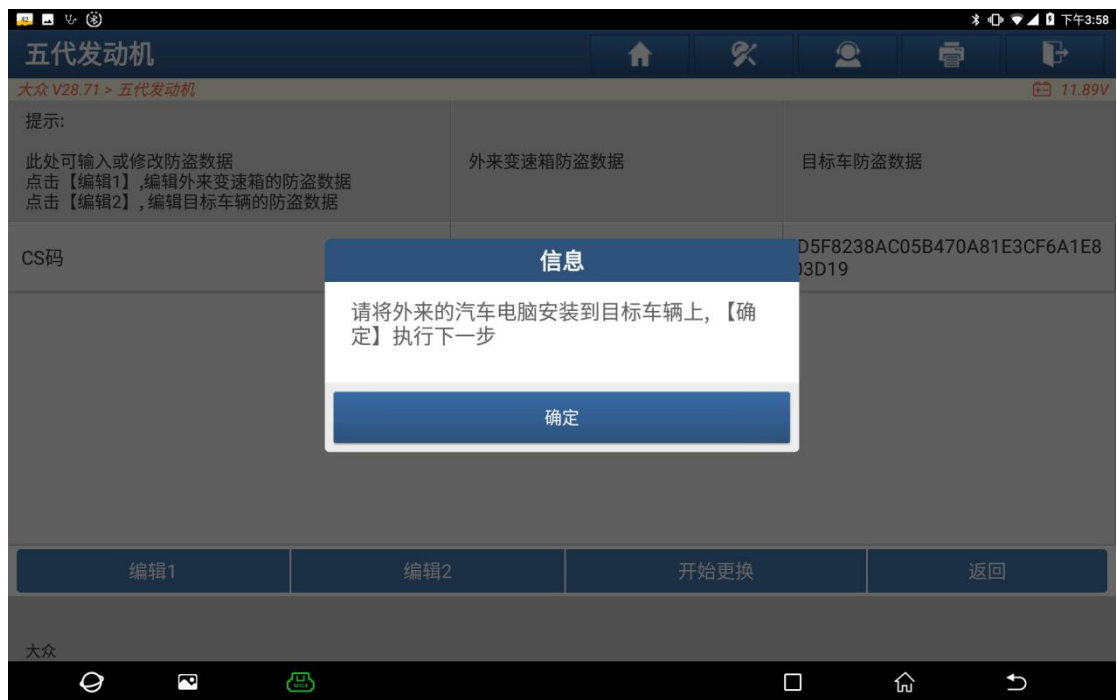 42
下午3:58
五代发动机
大众 V28.71 > 五代发动机
11.89V
提示:
此处可输入或修改防盗数据
点击【编辑1】,编辑外来变速箱的防盗数据
点击【编辑2】, 编辑目标车辆的防盗数据
外来变速箱防盗数据
目标车防盗数据
CS码
D5F8238AC05B470A81E3CF6A1E8
03D19
信息
请将外来的汽车电脑安装到目标车辆上, 【确
定】执行下一步
确定
编辑1
编辑2
开始更换
返回
大众
VCI